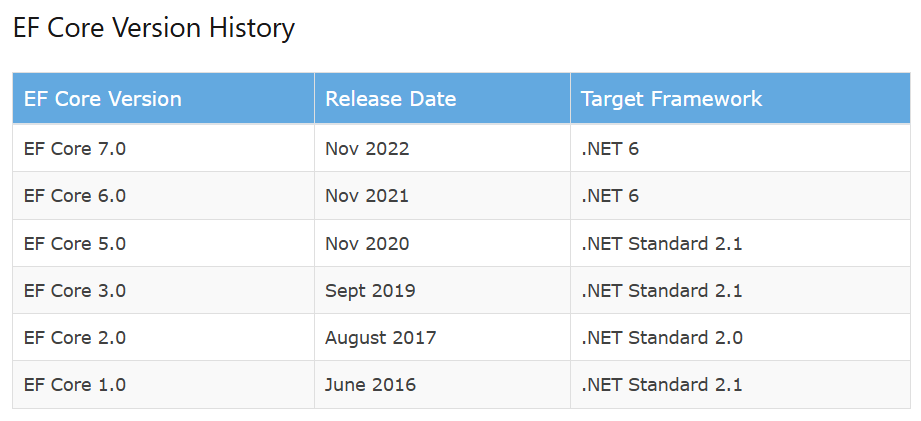 EF Core Version History
EF Core Version Release Date Target Framework
EF Core 7.0 Nov 2022 .NET 6
EF Core 6.0 Nov 2021 .NET 6
EF Core 5.0 Nov 2020 .NET Standard 2.1
EF Core 3.0 Sept 2019 .NET Standard 2.1
EF Core 2.0 August 2017 .NET Standard 2.0
EF Core 1.0 June 2016 .NET Standard 2.1